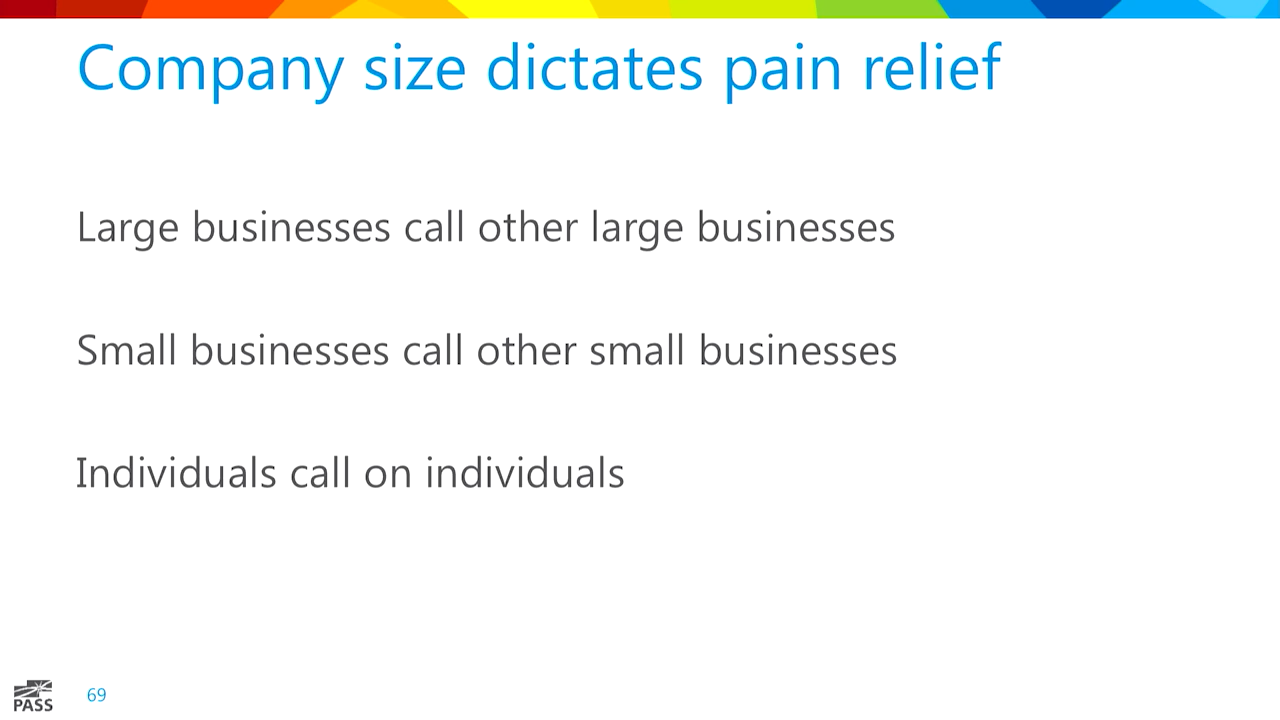 Company size dictates pain relief
Large businesses call other large businesses
Small businesses call other small businesses
Individuals call on individuals
PASS
69